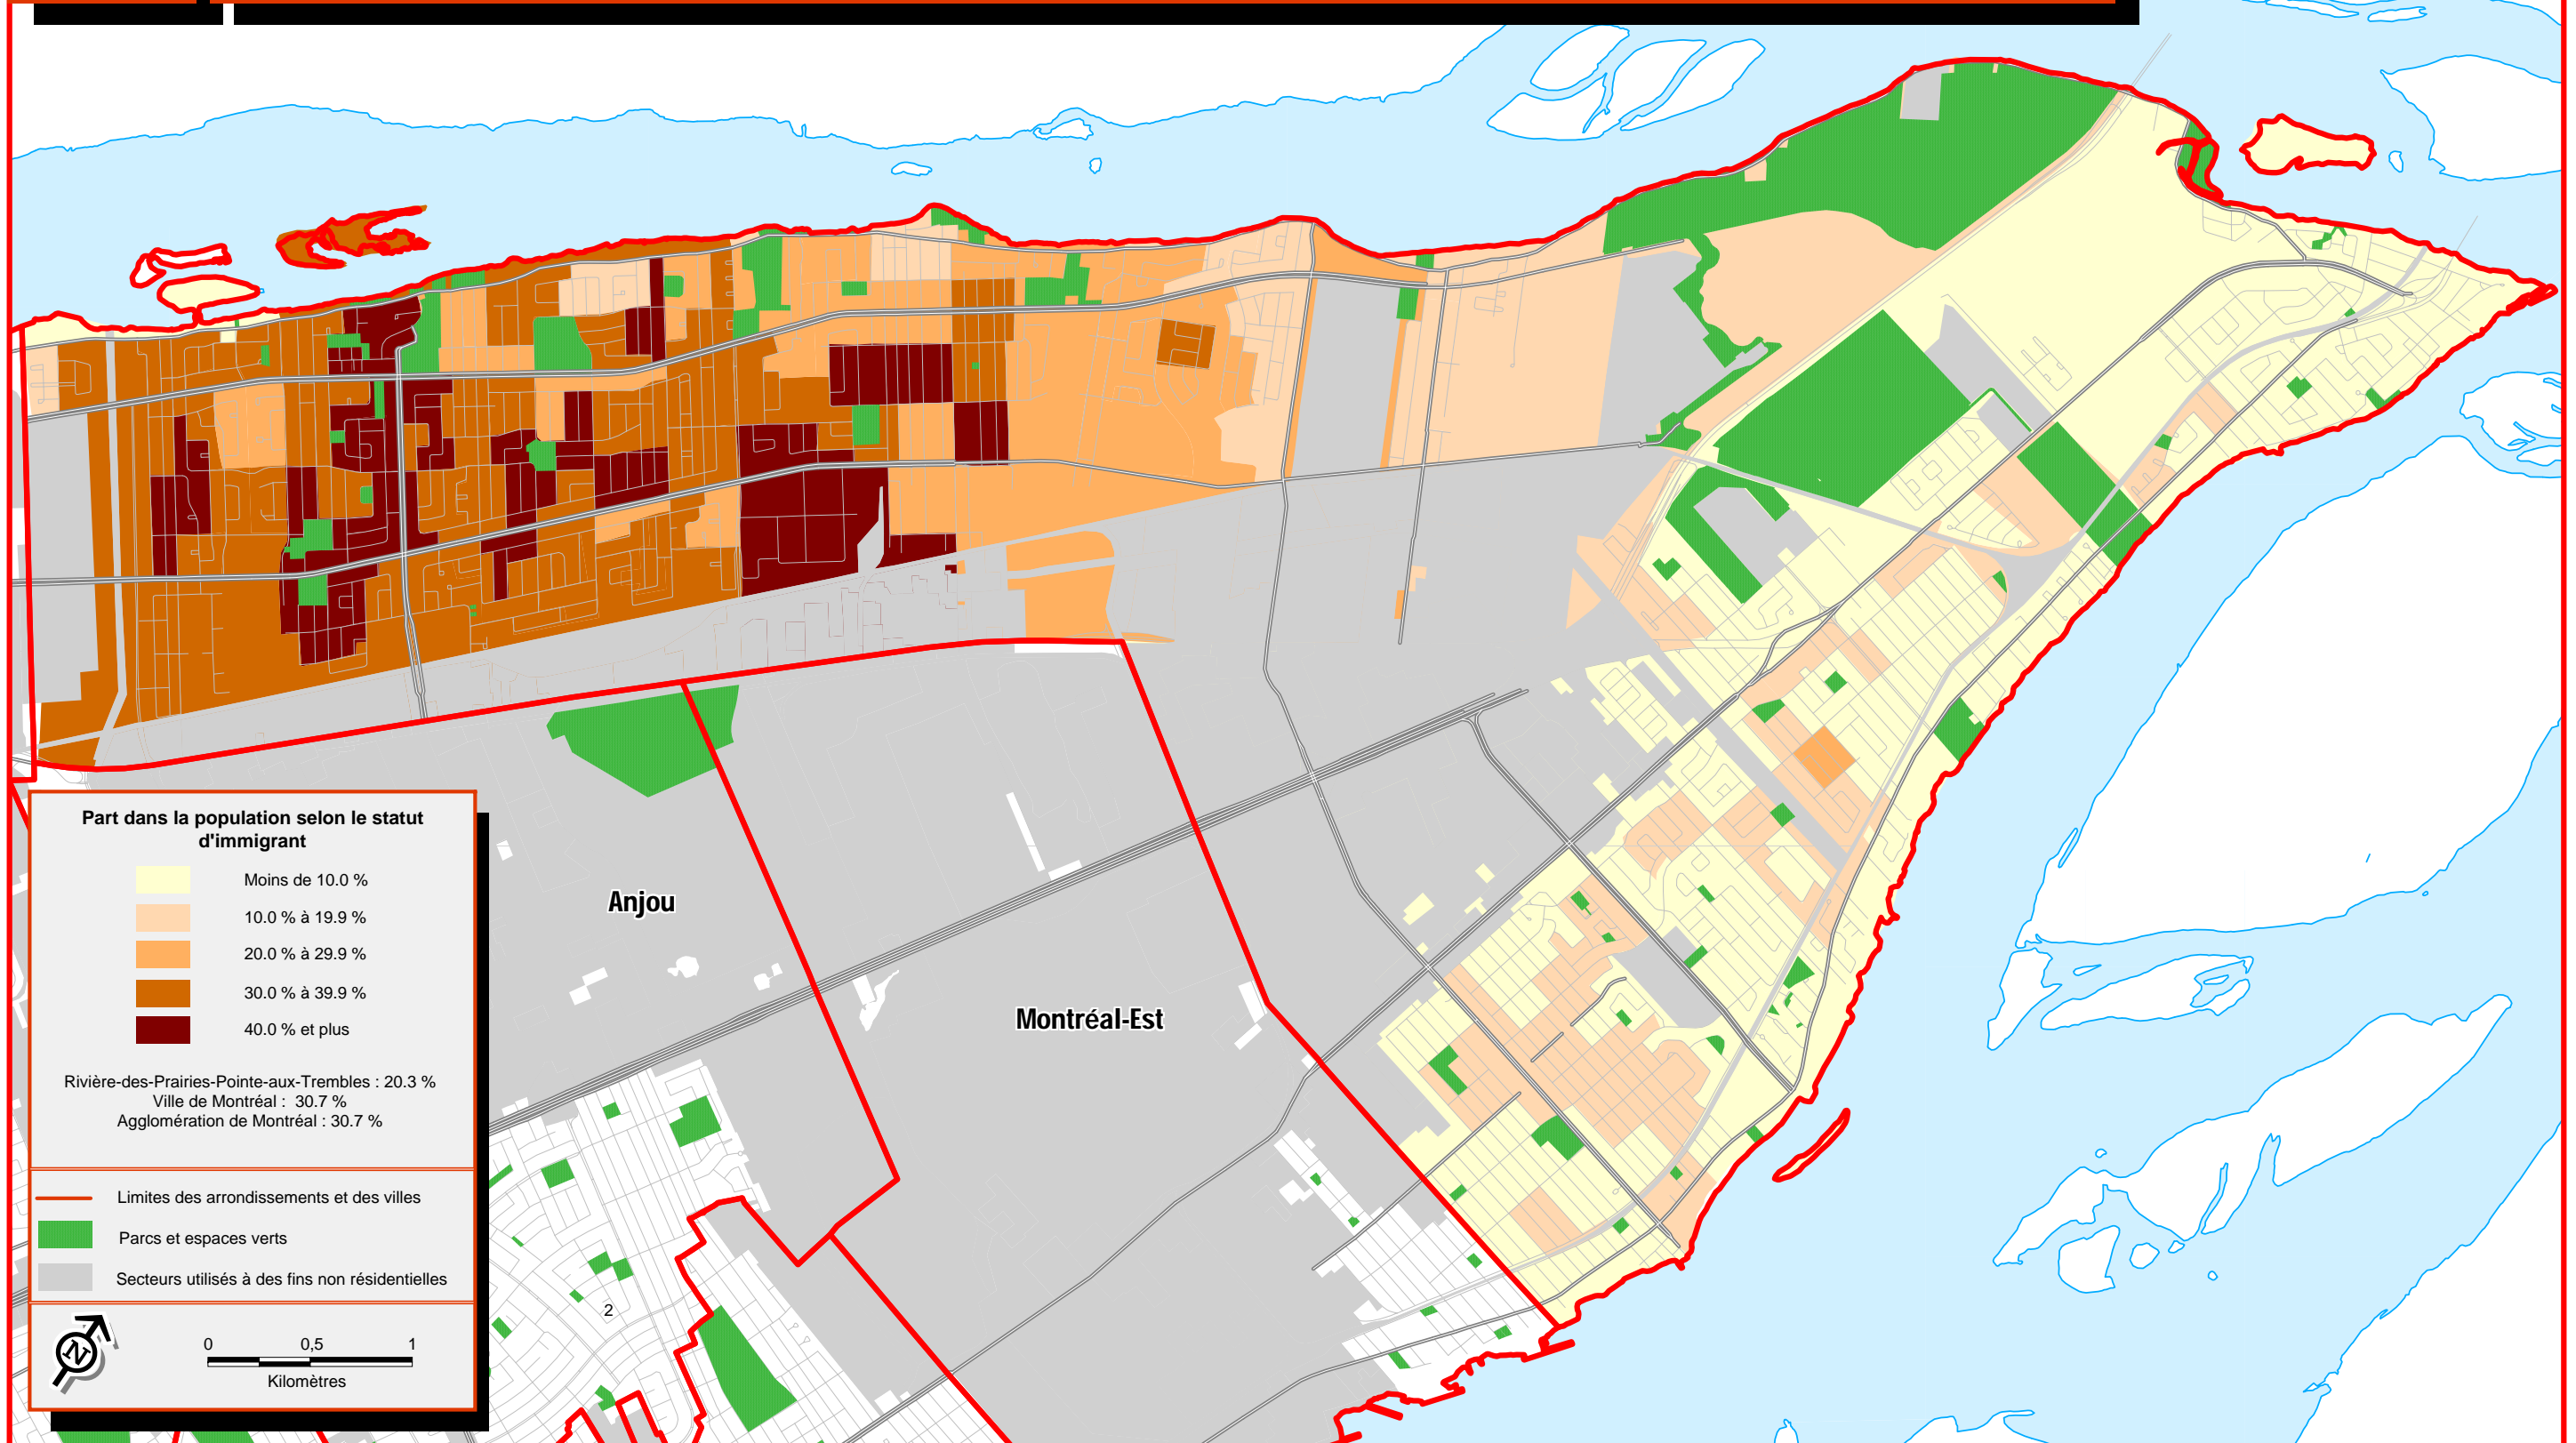 Anjou
Montréal-Est
2
Part dans la population selon le statut
d'immigrant
Moins de 10.0 %
10.0 % à 19.9 %
20.0 % à 29.9 %
30.0 % à 39.9 %
40.0 % et plus
Rivière-des-Prairies-Pointe-aux-Trembles : 20.3 %
Ville de Montréal : 30.7 %
Agglomération de Montréal : 30.7 %
Limites des arrondissements et des villes
Parcs et espaces verts
Secteurs utilisés à des fins non résidentielles
N
0 0,5 1
Kilomètres